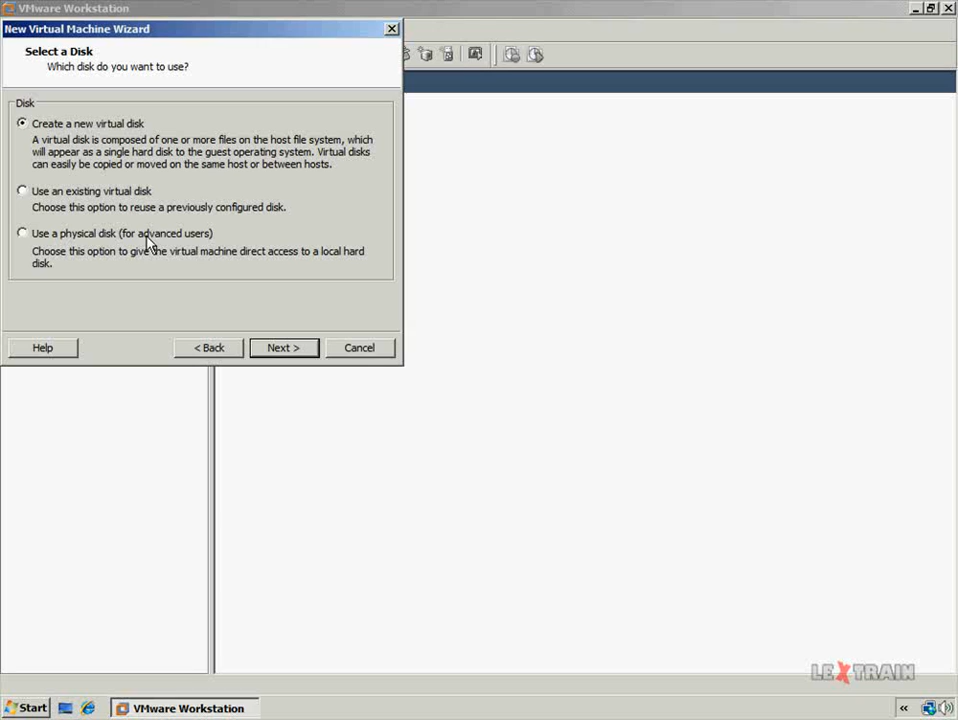 VMware Workstation
New Virtual Machine Wizard
Select a Disk
Which disk do you want to use?
Disk
Create a new virtual disk
A virtual disk is composed of one or more files on the host file system, which
will appear as a single hard disk to the guest operating system. Virtual disks
can easily be copied or moved on the same host or between hosts.
Use an existing virtual disk
Choose this option to reuse a previously configured disk.
Use a physical disk (for advanced users)
Choose this option to give the virtual machine direct access to a local hard
disk.
Help
< Back
Next >
Cancel
LEXTRAIN
Start
VMware Workstation